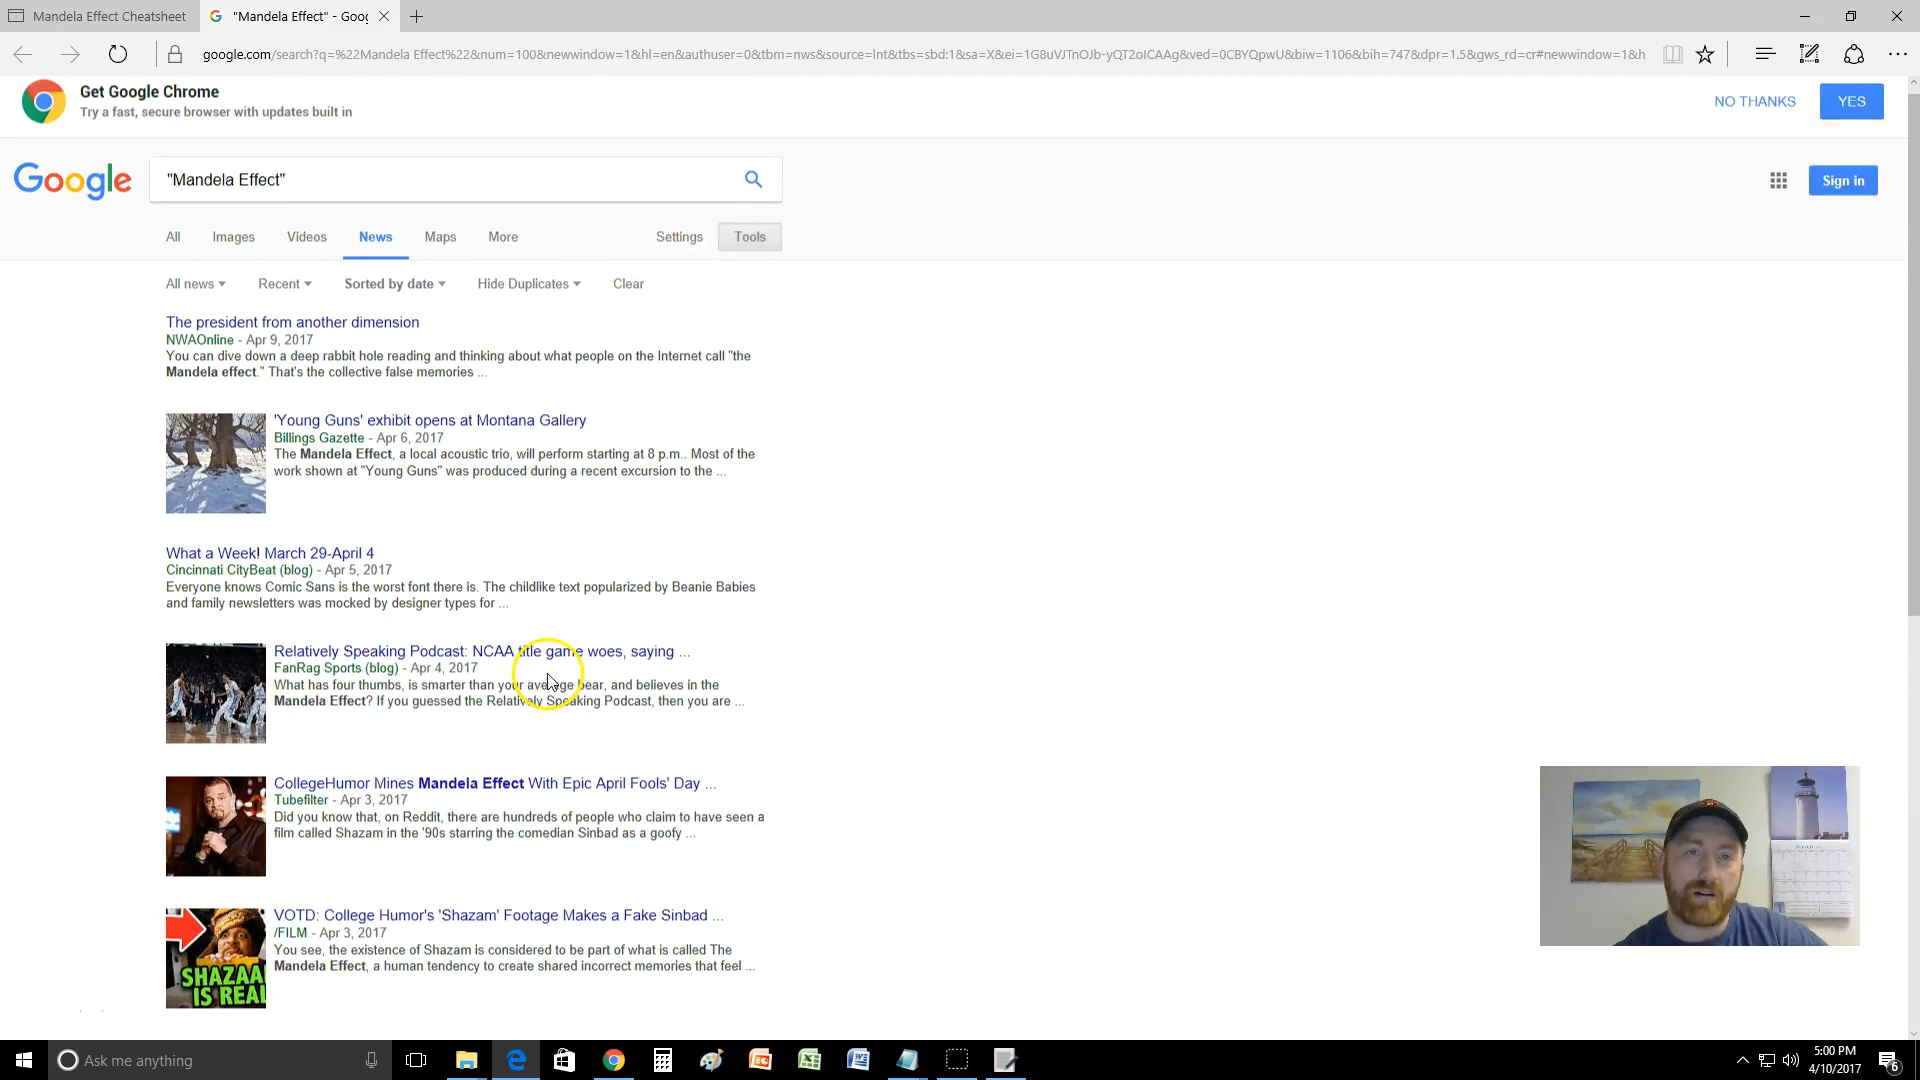 Mandela Effect Cheatsheet
"Mandela Effect" - Goog
google.com/search?q=%22Mandela Effect%22&num=100&newwindow=1&hl=en&authuser=0&tbm=nws&source=lnt&tbs=sbd:1&sa=X&ei=1G8uVJTnOJb-yQT2oICAAg&ved=0CBYQpwU&biw=1106&bih=747&dpr=1.5&gws_rd=cr#newwindow=1&h
Get Google Chrome
Try a fast, secure browser with updates built in
NO THANKS
YES
Google
"Mandela Effect"
Sign in
All Images Videos News Maps More Settings Tools
All news Recent Sorted by date Hide Duplicates Clear
The president from another dimension
NWAOnline - Apr 9, 2017
You can dive down a deep rabbit hole reading and thinking about what people on the Internet call "the
Mandela effect." That's the collective false memories ...
'Young Guns' exhibit opens at Montana Gallery
Billings Gazette - Apr 6, 2017
The Mandela Effect, a local acoustic trio, will perform starting at 8 p.m.. Most of the
work shown at "Young Guns" was produced during a recent excursion to the ...
What a Week! March 29-April 4
Cincinnati CityBeat (blog) - Apr 5, 2017
Everyone knows Comic Sans is the worst font there is. The childlike text popularized by Beanie Babies
and family newsletters was mocked by designer types for ...
Relatively Speaking Podcast: NCAA title game woes, saying ...
FanRag Sports (blog) - Apr 4, 2017
What has four thumbs, is smarter than your average bear, and believes in the
Mandela Effect? If you guessed the Relatively Speaking Podcast, then you are ...
CollegeHumor Mines Mandela Effect With Epic April Fools' Day ...
Tubefilter - Apr 3, 2017
Did you know that, on Reddit, there are hundreds of people who claim to have seen a
film called Shazam in the '90s starring the comedian Sinbad as a goofy ...
VOTD: College Humor's 'Shazam' Footage Makes a Fake Sinbad ...
/FILM - Apr 3, 2017
You see, the existence of Shazam is considered to be part of what is called The
Mandela Effect, a human tendency to create shared incorrect memories that feel ...
SHAZAA
IS REAL
Ask me anything
5:00 PM
4/10/2017
6